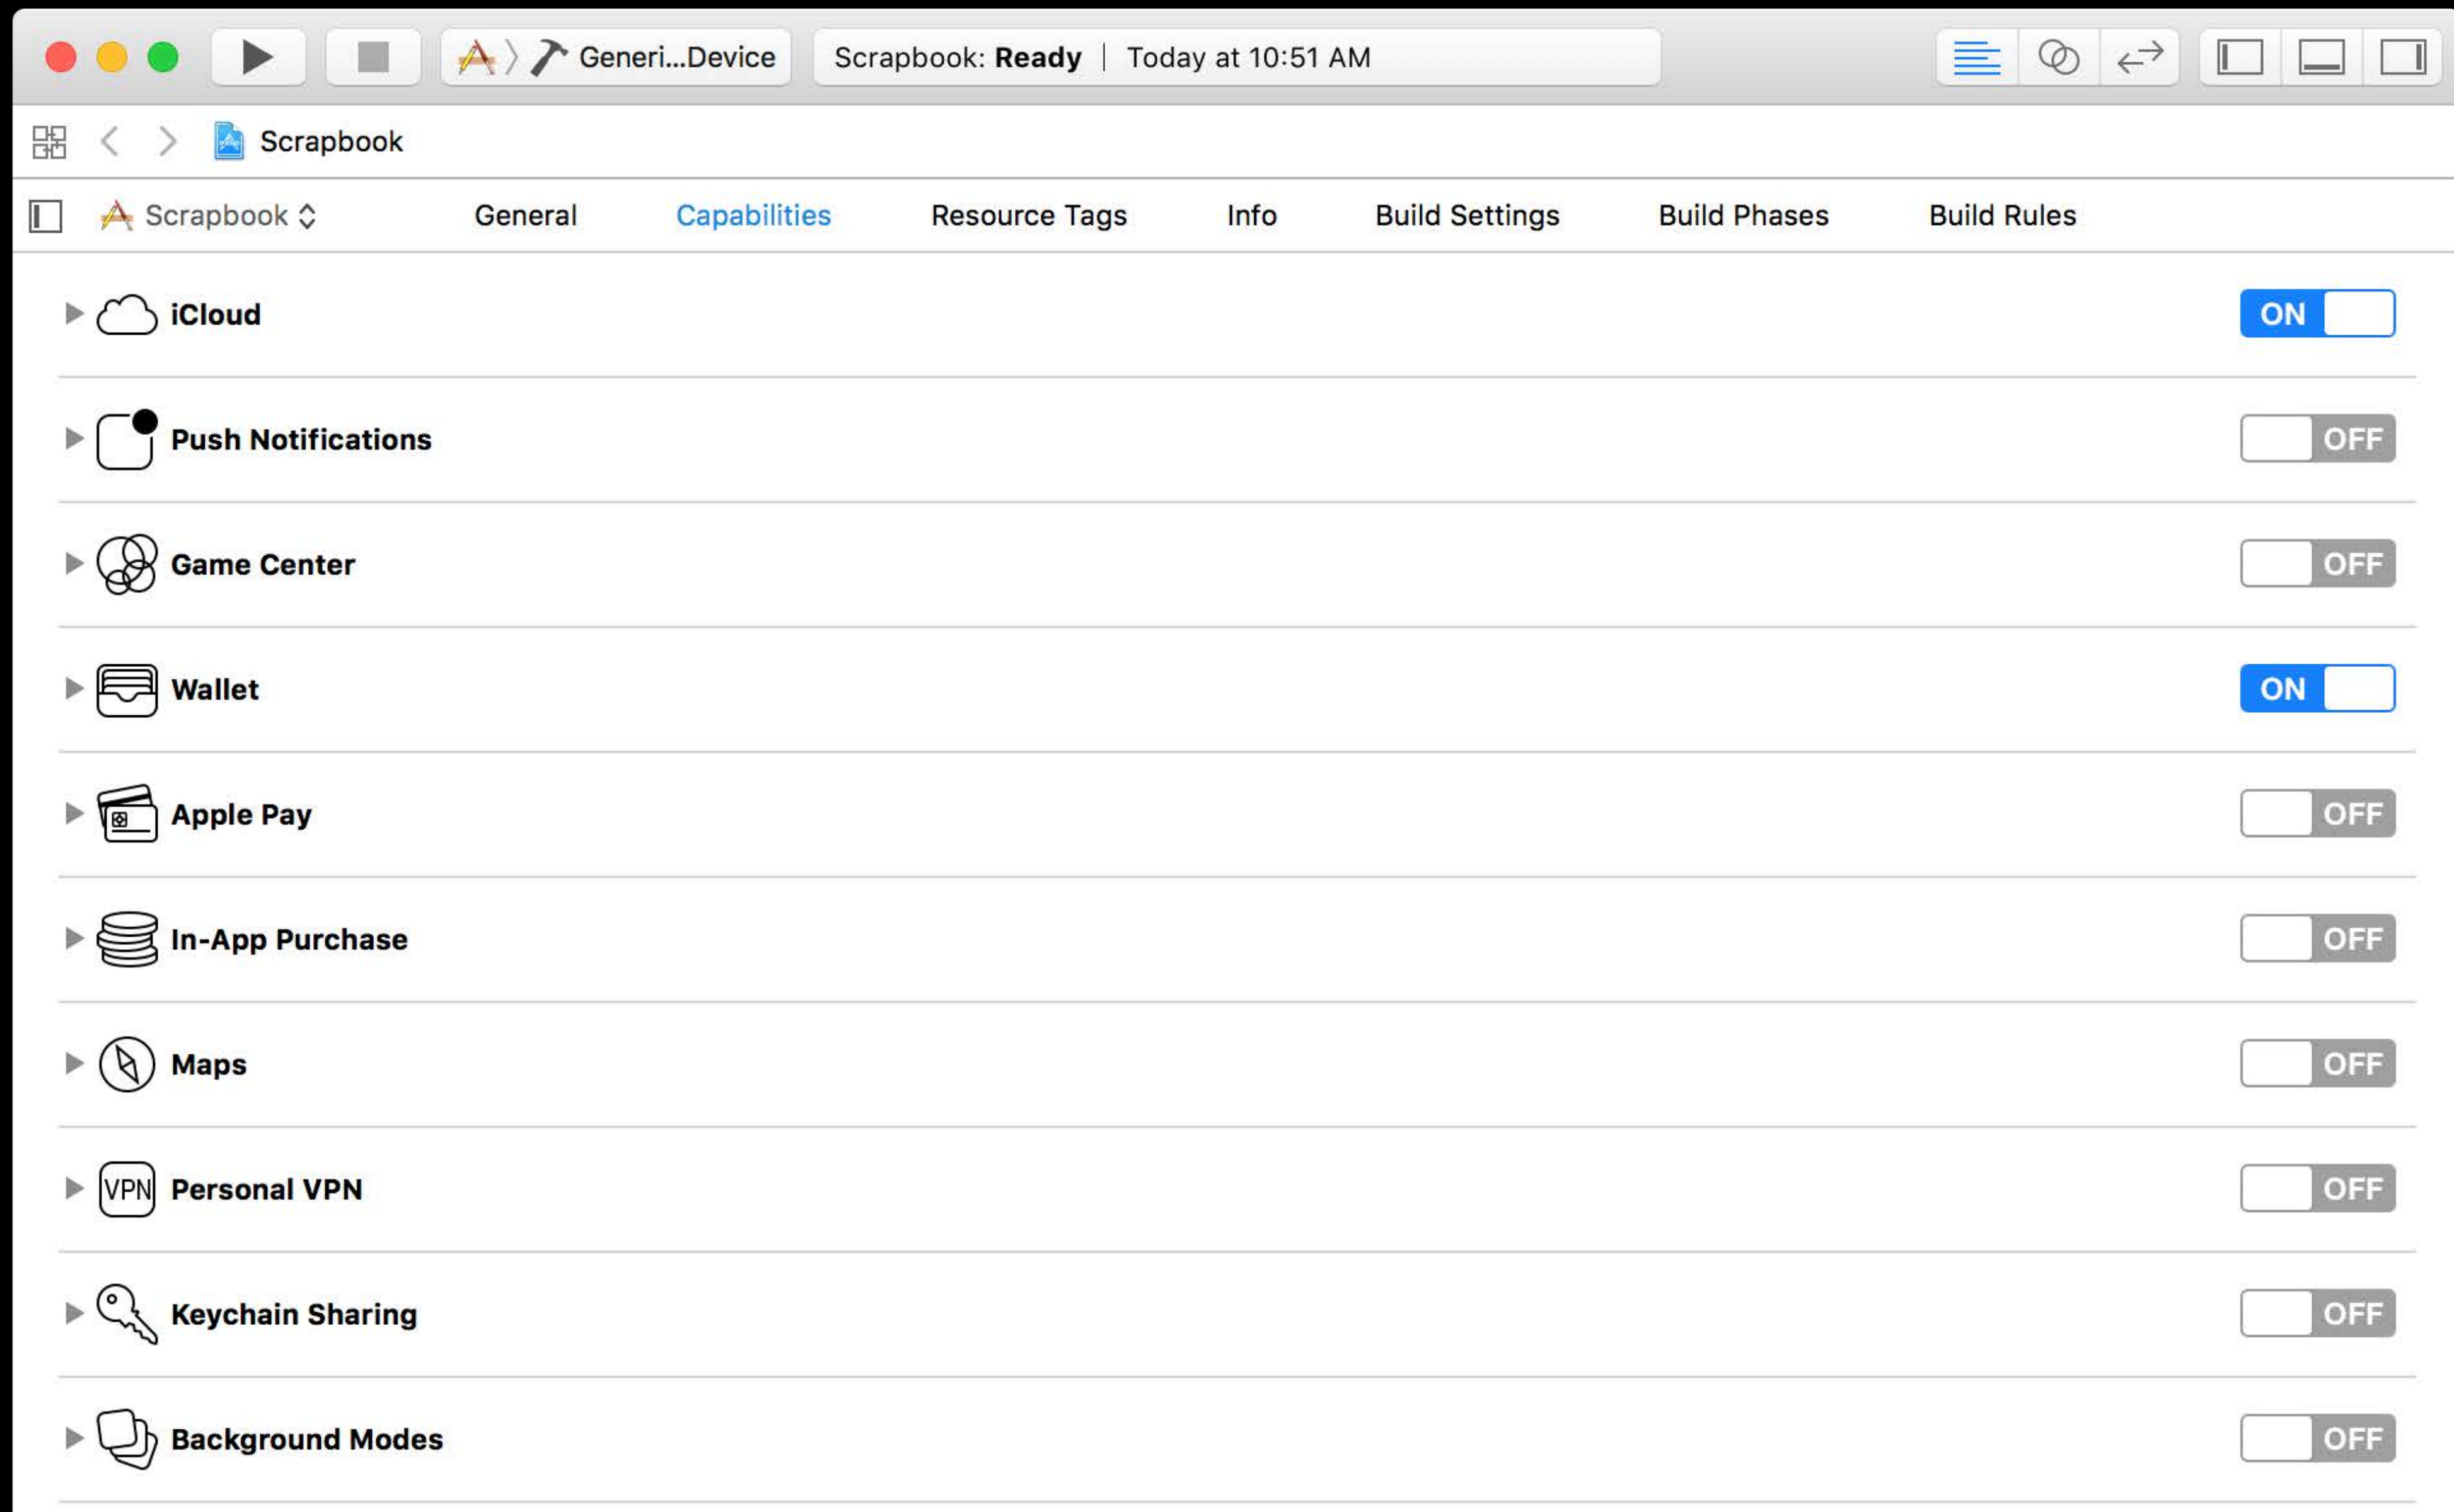 Generi...Device
Scrapbook: Ready | Today at 10:51 AM
Scrapbook
Scrapbook General Capabilities Resource Tags Info Build Settings Build Phases Build Rules
iCloud ON
Push Notifications OFF
Game Center OFF
Wallet ON
Apple Pay OFF
In-App Purchase OFF
Maps OFF
VPN Personal VPN OFF
Keychain Sharing OFF
Background Modes OFF